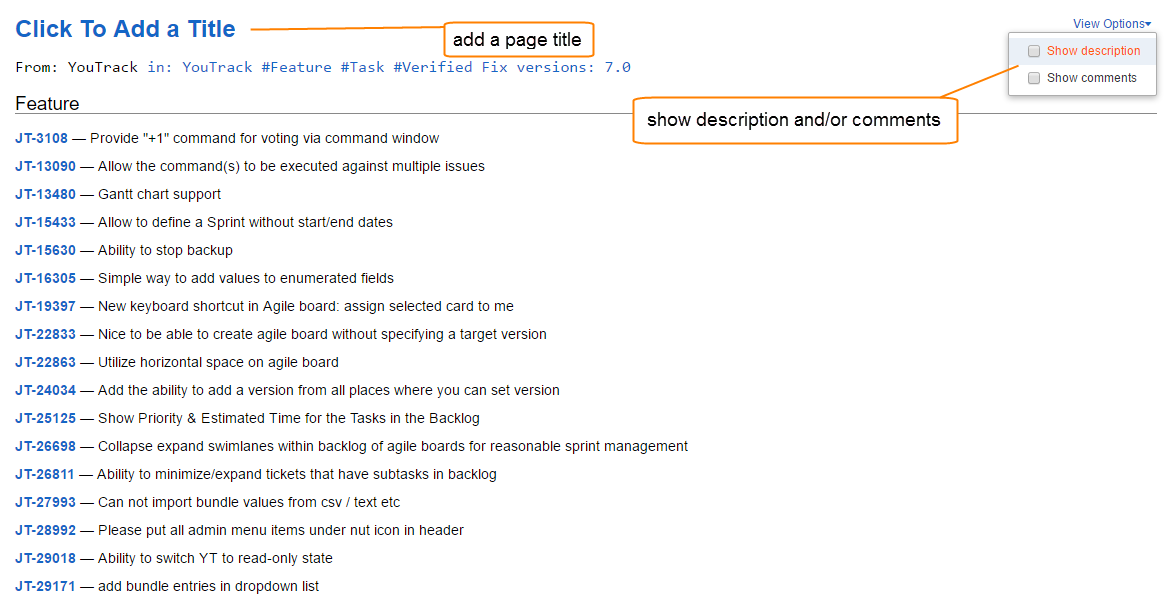 Click To Add a Title
add a page title
View Options
Show description
Show comments
From: YouTrack in: YouTrack #Feature #Task #Verified Fix versions: 7.0
show description and/or comments
Feature
JT-3108 — Provide "+1" command for voting via command window
JT-13090 — Allow the command(s) to be executed against multiple issues
JT-13480 — Gantt chart support
JT-15433 — Allow to define a Sprint without start/end dates
JT-15630 — Ability to stop backup
JT-16305 — Simple way to add values to enumerated fields
JT-19397 — New keyboard shortcut in Agile board: assign selected card to me
JT-22833 — Nice to be able to create agile board without specifying a target version
JT-22863 — Utilize horizontal space on agile board
JT-24034 — Add the ability to add a version from all places where you can set version
JT-25125 — Show Priority & Estimated Time for the Tasks in the Backlog
JT-26698 — Collapse expand swimlanes within backlog of agile boards for reasonable sprint management
JT-26811 — Ability to minimize/expand tickets that have subtasks in backlog
JT-27993 — Can not import bundle values from csv / text etc
JT-28992 — Please put all admin menu items under nut icon in header
JT-29018 — Ability to switch YT to read-only state
JT-29171 — add bundle entries in dropdown list